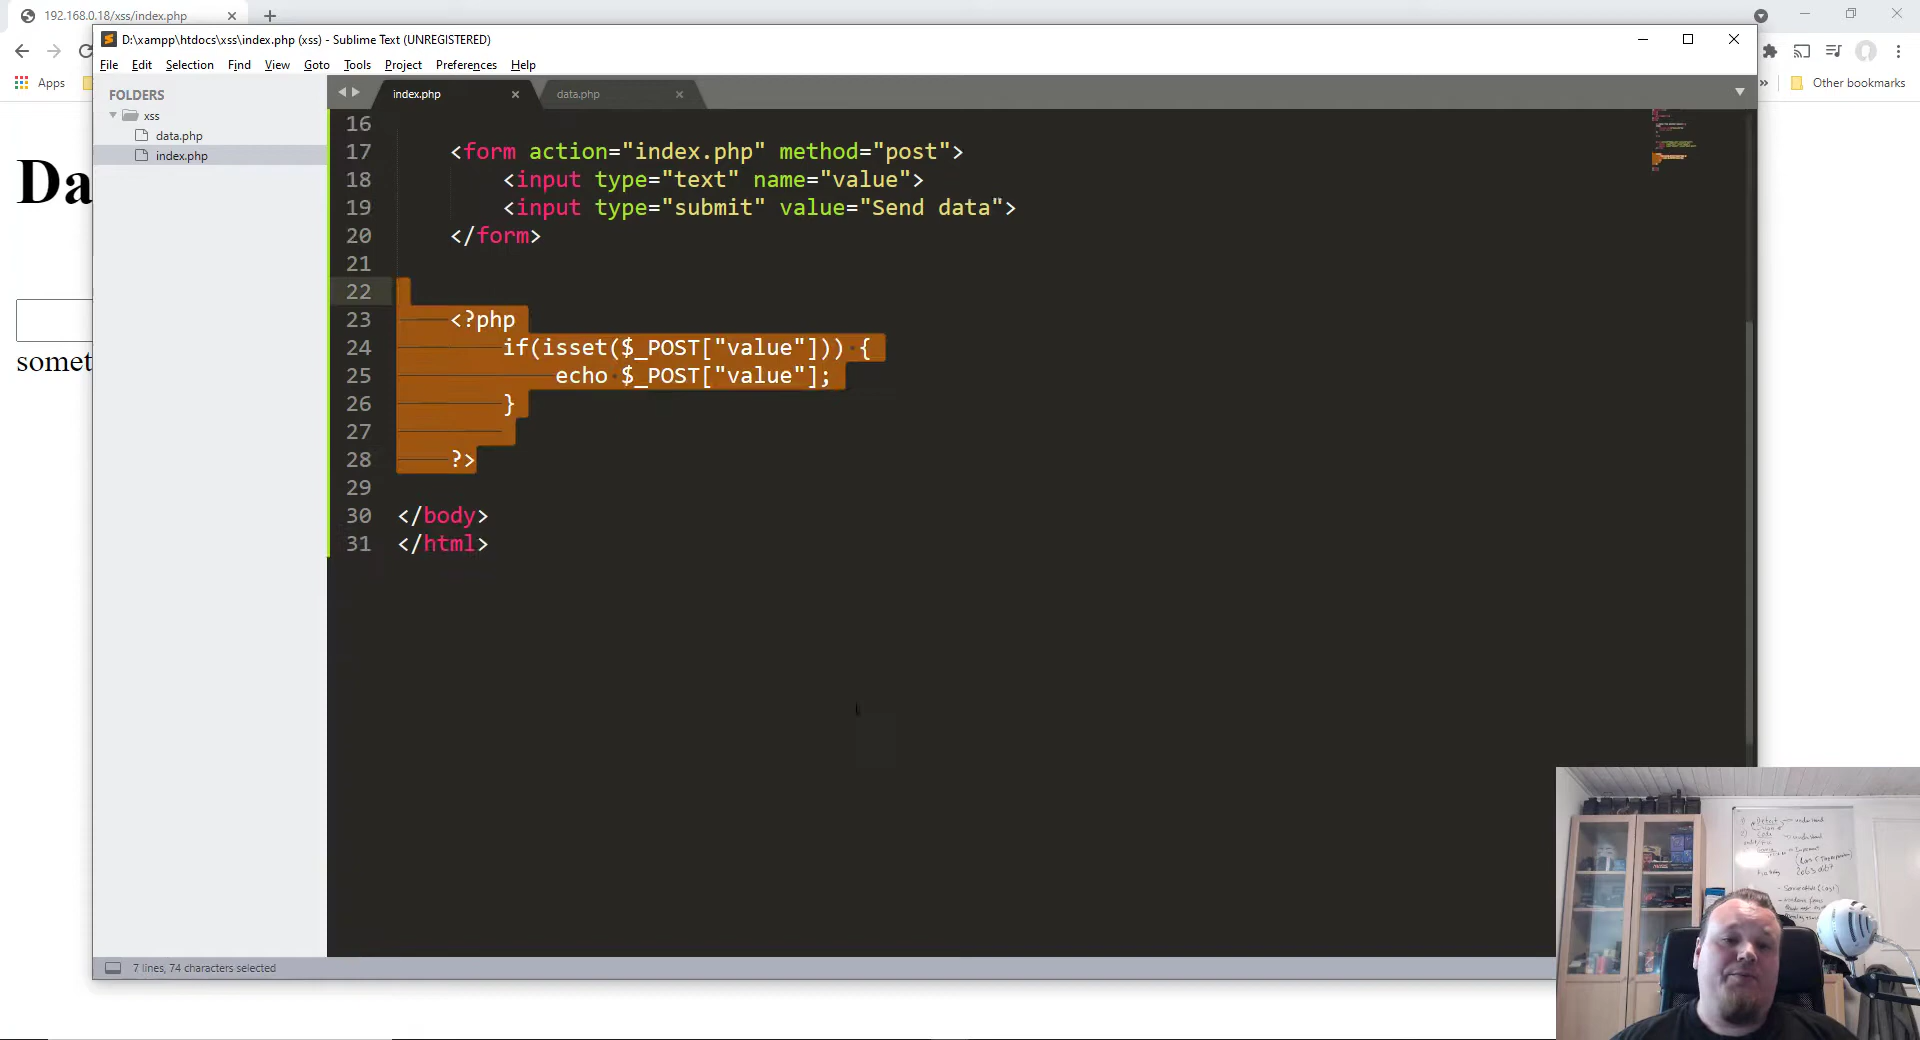 192.168.0.18/xss/index.php
D:\xampp\htdocs\xss\index.php (xss) - Sublime Text (UNREGISTERED)
File Edit Selection Find View Goto Tools Project Preferences Help
Apps
Other bookmarks
FOLDERS
xss
data.php
index.php
index.php
data.php
Da
somet
16
17 <form action="index.php" method="post">
18 <input type="text" name="value">
19 <input type="submit" value="Send data">
20 </form>
21
22
23 <?php
24 if(isset($_POST["value"])) {
25 echo $_POST["value"];
26 }
27
28 ?>
29
30 </body>
31 </html>
7 lines, 74 characters selected